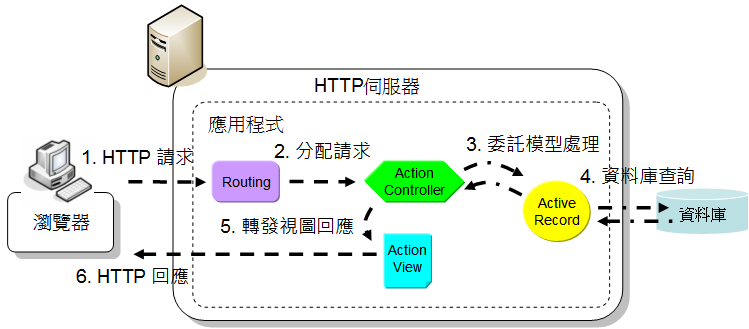 HTTP伺服器
應用程式
1. HTTP 請求
2. 分配請求
3. 委託模型處理
4. 資料庫查詢
Routing
Action
Controller
Active
Record
資料庫
瀏覽器
5. 轉發視圖回應
Action
View
6. HTTP 回應